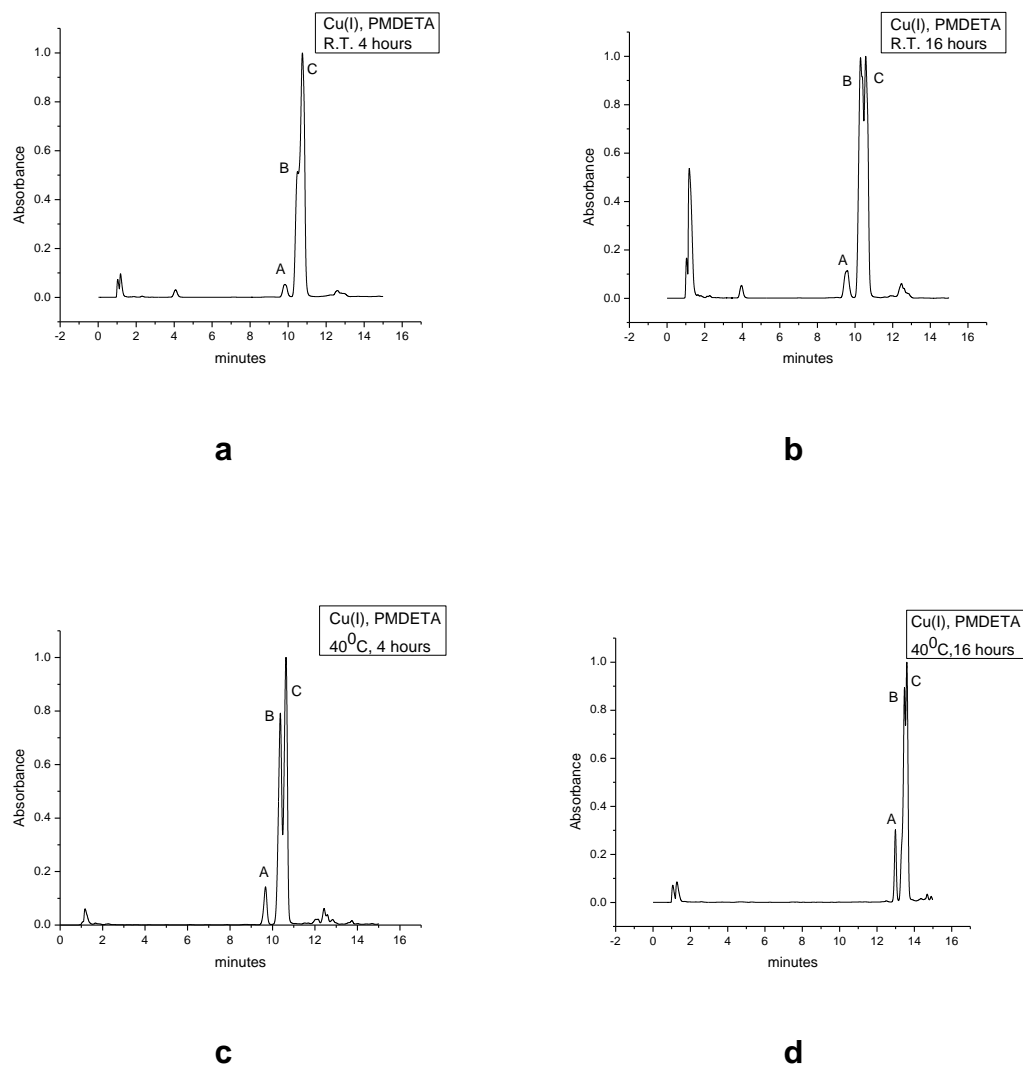 Cu(I), PMDETA
R.T. 4 hours
C
B
A
1.0
0.8
0.6
0.4
0.2
0.0
Absorbance
-2 0 2 4 6 8 10 12 14 16
minutes
a
Cu(I), PMDETA
R.T. 16 hours
B C
A
1.0
0.8
0.6
0.4
0.2
0.0
Absorbance
-2 0 2 4 6 8 10 12 14 16
minutes
b
Cu(I), PMDETA
40⁰C, 4 hours
C
B
A
1.0
0.8
0.6
0.4
0.2
0.0
Absorbance
0 2 4 6 8 10 12 14 16
minutes
c
Cu(I), PMDETA
40⁰C,16 hours
C
B
A
1.0
0.8
0.6
0.4
0.2
0.0
Absorbance
-2 0 2 4 6 8 10 12 14 16
minutes
d